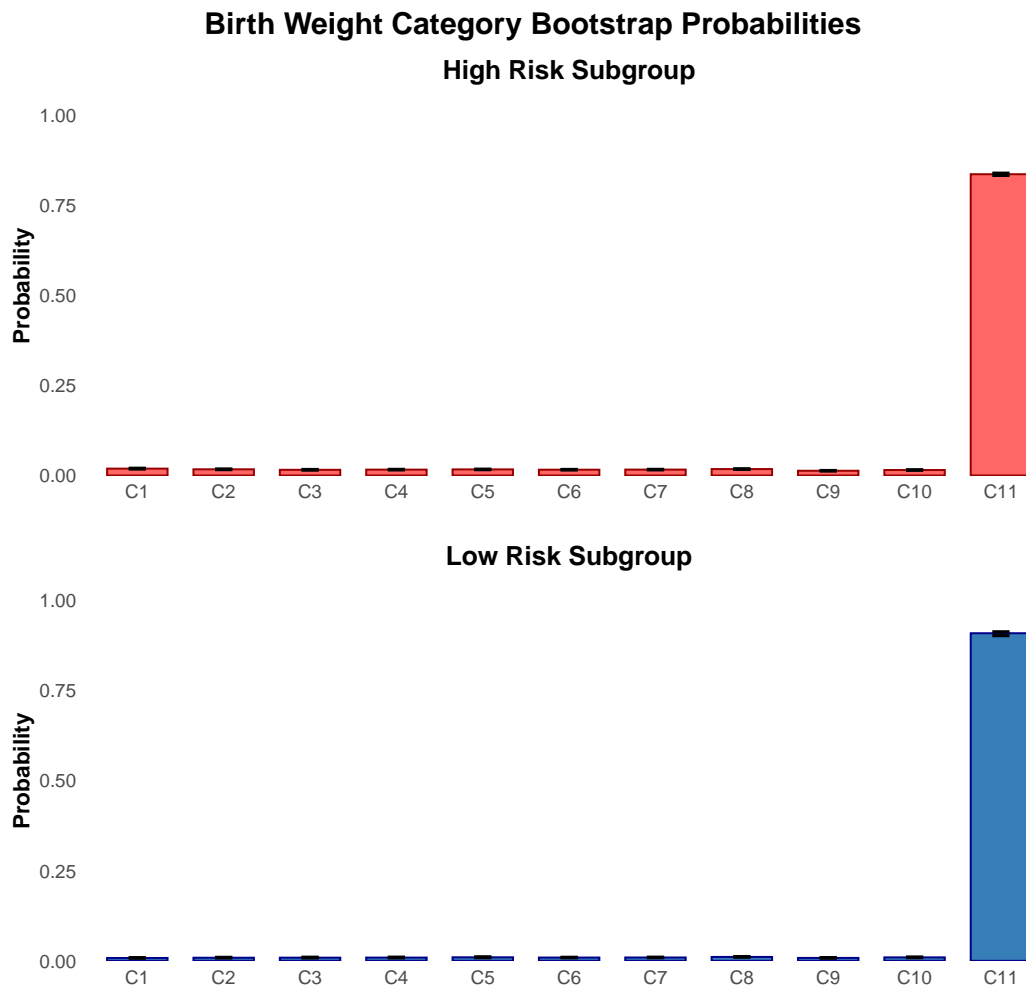 Birth Weight Category Bootstrap Probabilities
High Risk Subgroup
1.00
0.75
0.50
0.25
0.00
Probability
C1 C2 C3 C4 C5 C6 C7 C8 C9 C10 C11
Low Risk Subgroup
1.00
0.75
0.50
0.25
0.00
Probability
C1 C2 C3 C4 C5 C6 C7 C8 C9 C10 C11